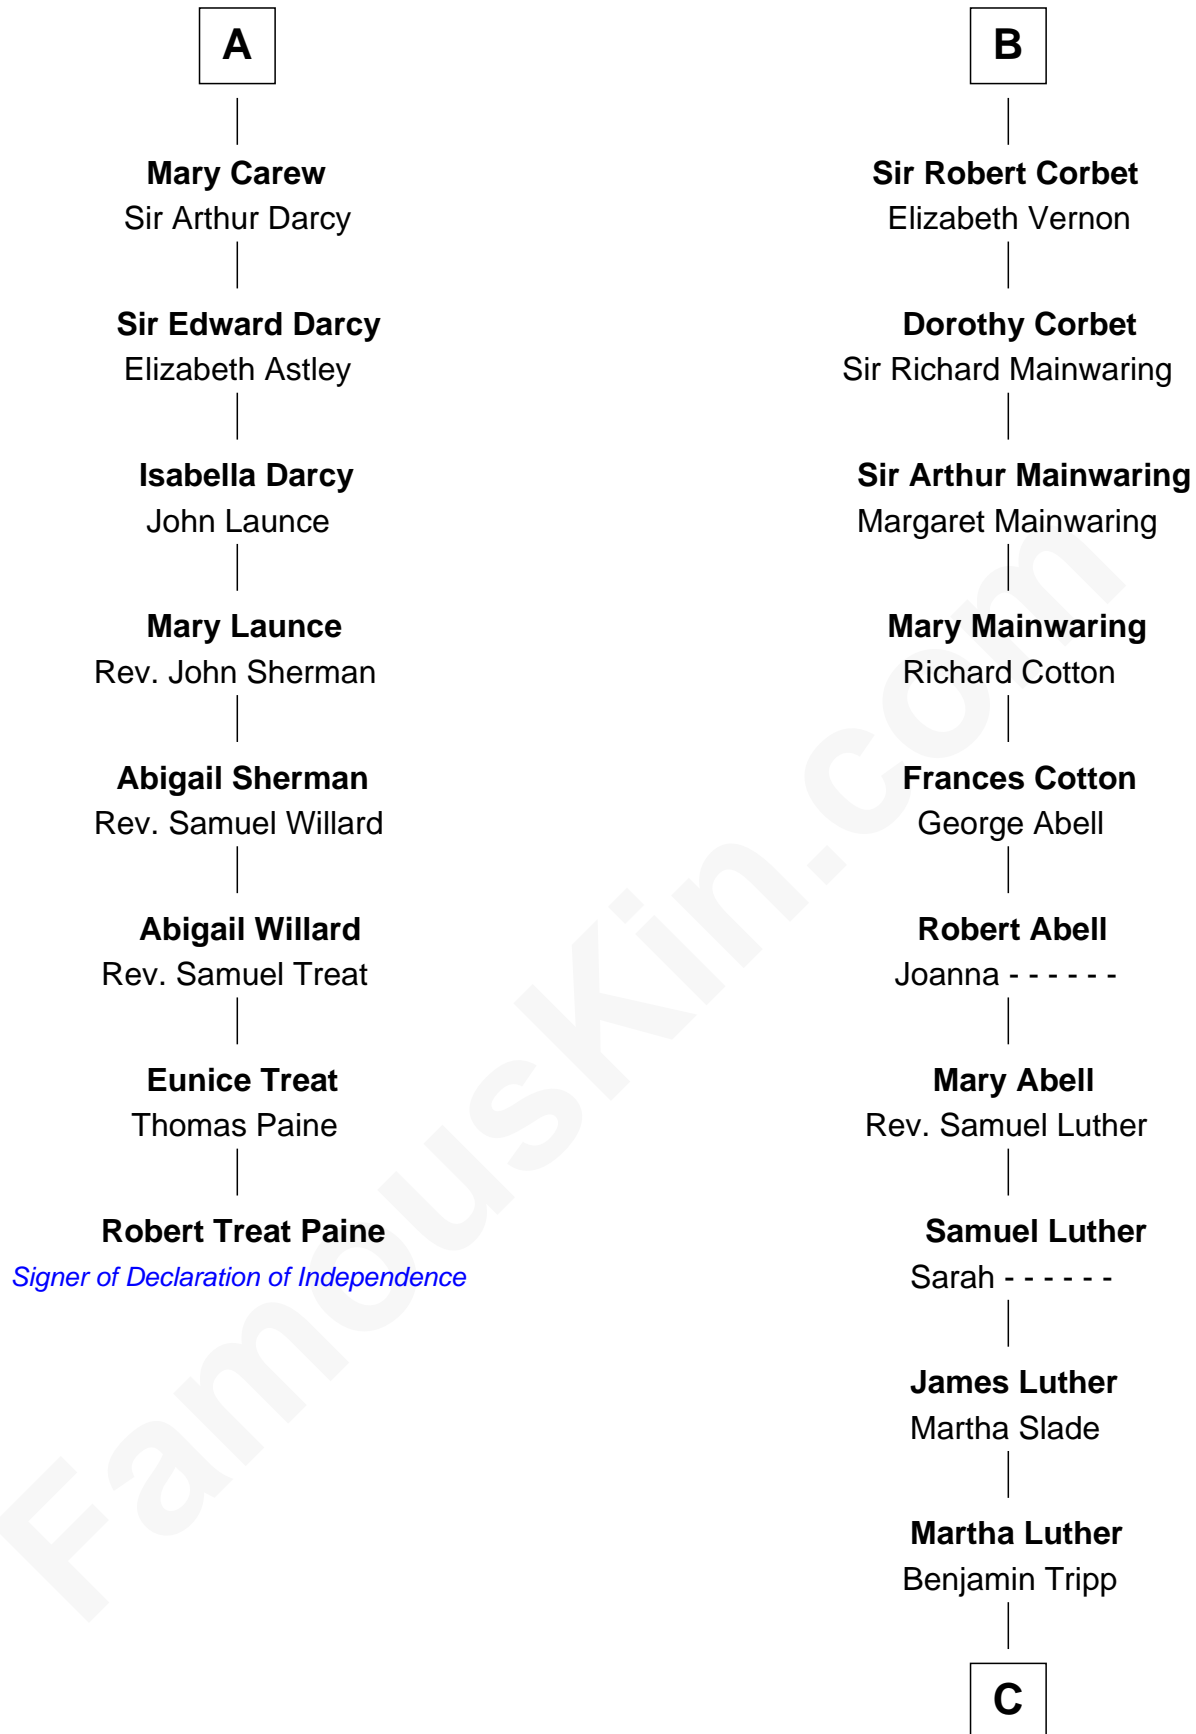 A
Mary Carew
Sir Arthur Darcy
Sir Edward Darcy
Elizabeth Astley
Isabella Darcy
John Launce
Mary Launce
Rev. John Sherman
Abigail Sherman
Rev. Samuel Willard
Abigail Willard
Rev. Samuel Treat
Eunice Treat
Thomas Paine
Robert Treat Paine
Signer of Declaration of Independence
B
Sir Robert Corbet
Elizabeth Vernon
Dorothy Corbet
Sir Richard Mainwaring
Sir Arthur Mainwaring
Margaret Mainwaring
Mary Mainwaring
Richard Cotton
Frances Cotton
George Abell
Robert Abell
Joanna - - - - - -
Mary Abell
Rev. Samuel Luther
Samuel Luther
Sarah - - - - - -
James Luther
Martha Slade
Martha Luther
Benjamin Tripp
C
FamousKin.com